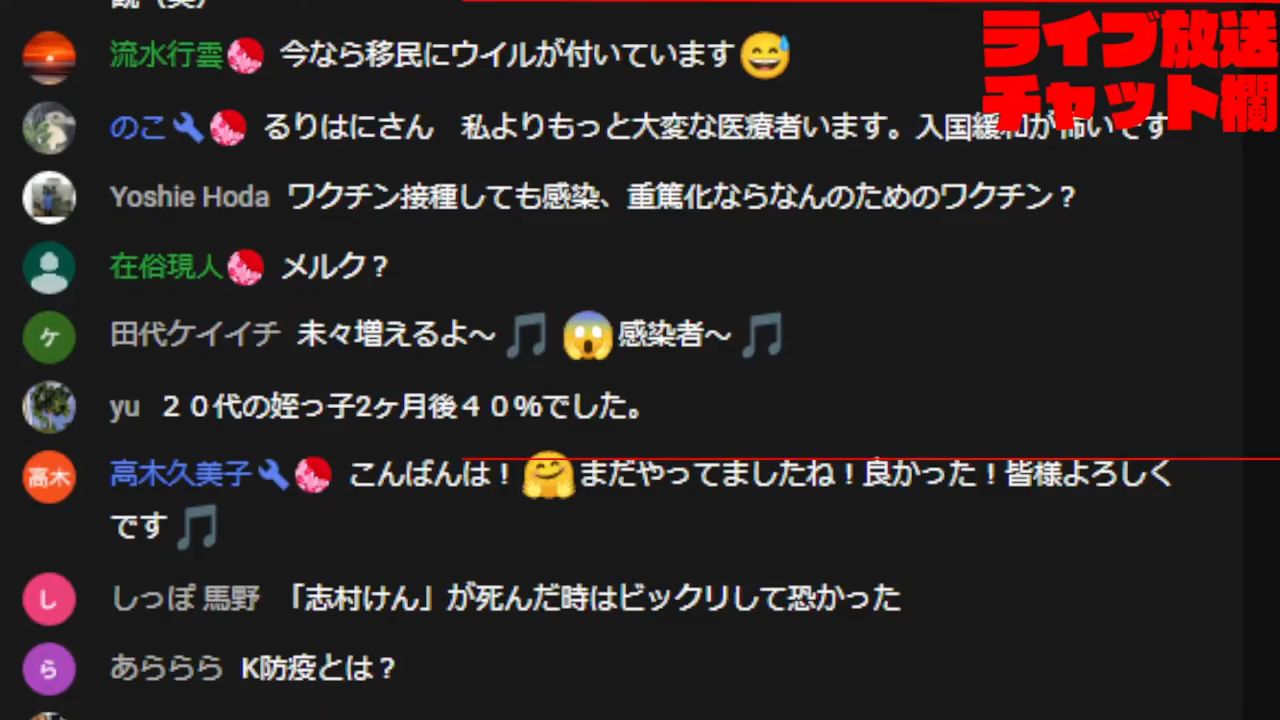 ライブ放送
チャット欄
流水行雲 今なら移民にウイルが付いています😅
のこ るりはにさん 私よりもっと大変な医療者います。入国緩和が怖いです
Yoshie Hoda ワクチン接種しても感染、重篤化ならなんのためのワクチン？
在俗現人 メルク？
ケ
田代ケイイチ 未々増えるよ〜🎵😱感染者〜🎵
yu ２０代の姪っ子2ヶ月後４０%でした。
高木
高木久美子 こんばんは！🤗まだやってましたね！良かった！皆様よろしく
です🎵
し
しっぽ 馬野 「志村けん」が死んだ時はビックリして恐かった
ら
あららら K防疫とは？